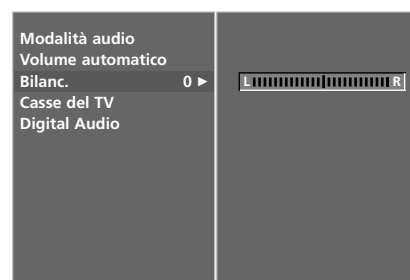 Modalità audio
Volume automatico
Bilanc. 0 ►
L R
Casse del TV
Digital Audio